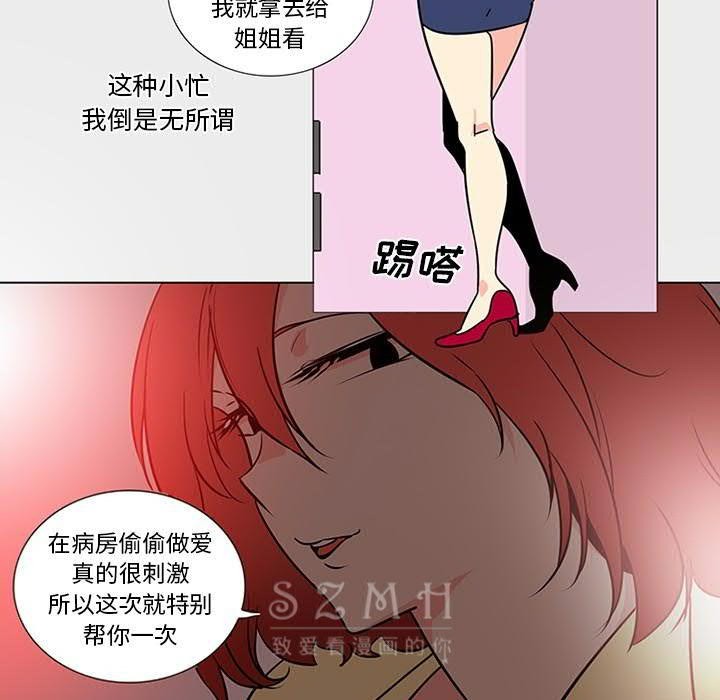 我就拿去给
姐姐看
这种小忙
我倒是无所谓
踢嗒
在病房偷偷做爱
真的很刺激
所以这次就特别
帮你一次
SZMH
致爱看漫画的你